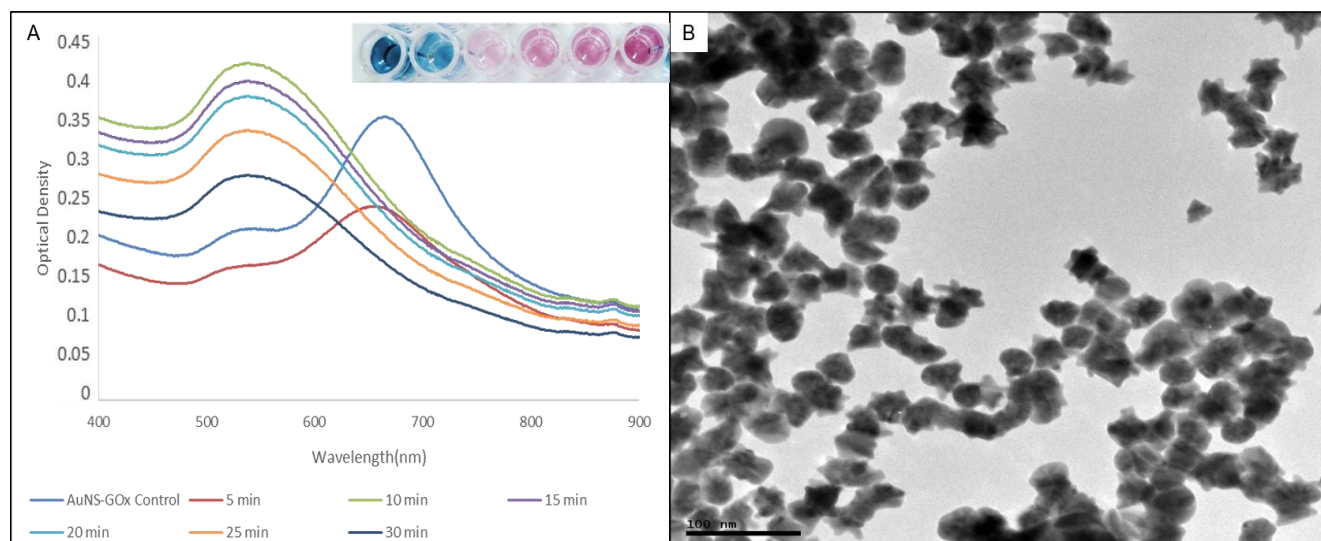 A
0.45
0.4
0.35
0.3
0.25
0.2
0.15
0.1
0.05
0
Optical Density
400 500 600 700 800 900
Wavelength(nm)
AuNS-GOx Control 5 min 10 min 15 min
20 min 25 min 30 min
B
100 nm